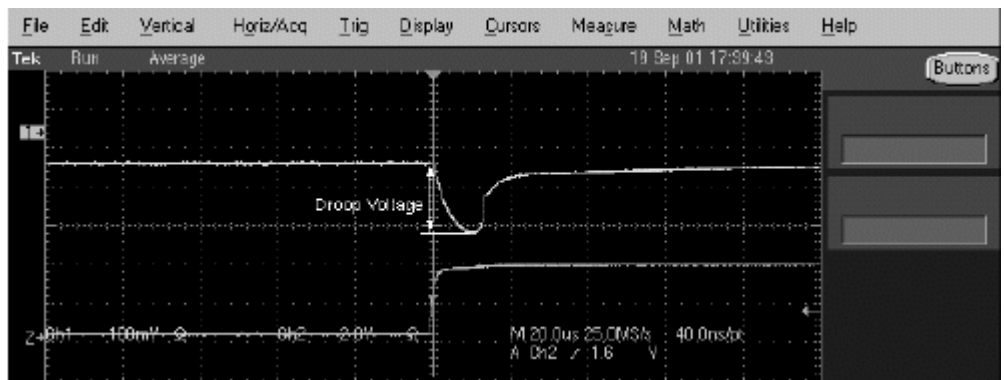 File Edit Vertical Horiz/Acq Trig Display Cursors Measure Math Utilities Help
Tek Run Average 19 Sep 01 17:39:43 Buttons
1
Droop Voltage
2 Ch1 100mV Ω Ch2 2.0V Ω M 20.0us 25.0MS/s 40.0ns/pt
A Ch2 / 1.6 V